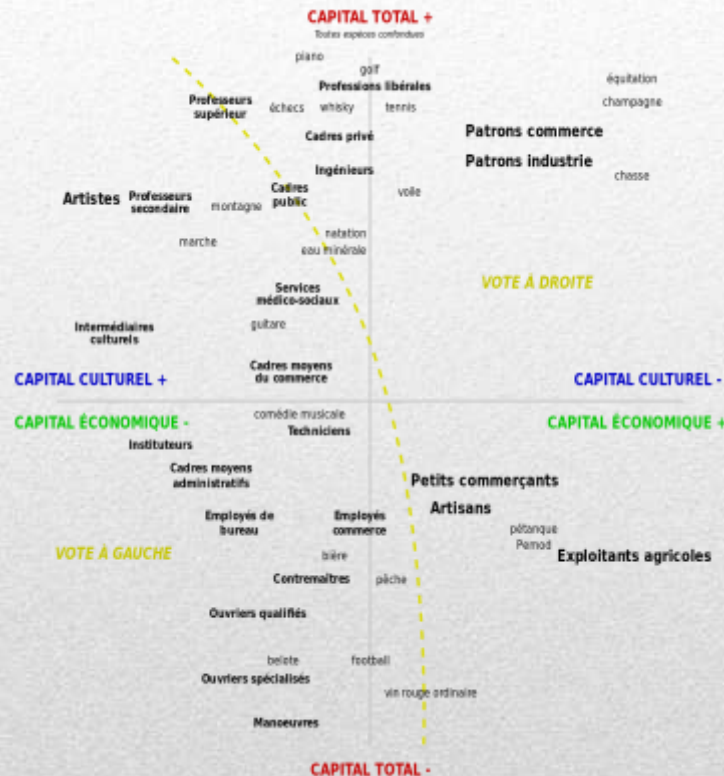 CAPITAL TOTAL +
Toutes espèces confondues
piano
golf
Professions libérales
équitation
Professeurs
supérieur
échecs
whisky
tennis
champagne
Cadres privé
Patrons commerce
Patrons industrie
Ingénieurs
chasse
Artistes
Professeurs
secondaire
montagne
Cadres
public
voile
marche
natation
eau minérale
VOTE À DROITE
Services
médico-sociaux
Intermédiaires
culturels
guitare
Cadres moyens
du commerce
CAPITAL CULTUREL +
CAPITAL CULTUREL -
CAPITAL ÉCONOMIQUE -
CAPITAL ÉCONOMIQUE +
comédie musicale
Techniciens
Instituteurs
Cadres moyens
administratifs
Petits commerçants
Artisans
Employés de
bureau
Employés
commerce
pétanque
Pernod
VOTE À GAUCHE
bière
Exploitants agricoles
Contremaîtres
pêche
Ouvriers qualifiés
belote
football
Ouvriers spécialisés
vin rouge ordinaire
Manoeuvres
CAPITAL TOTAL -